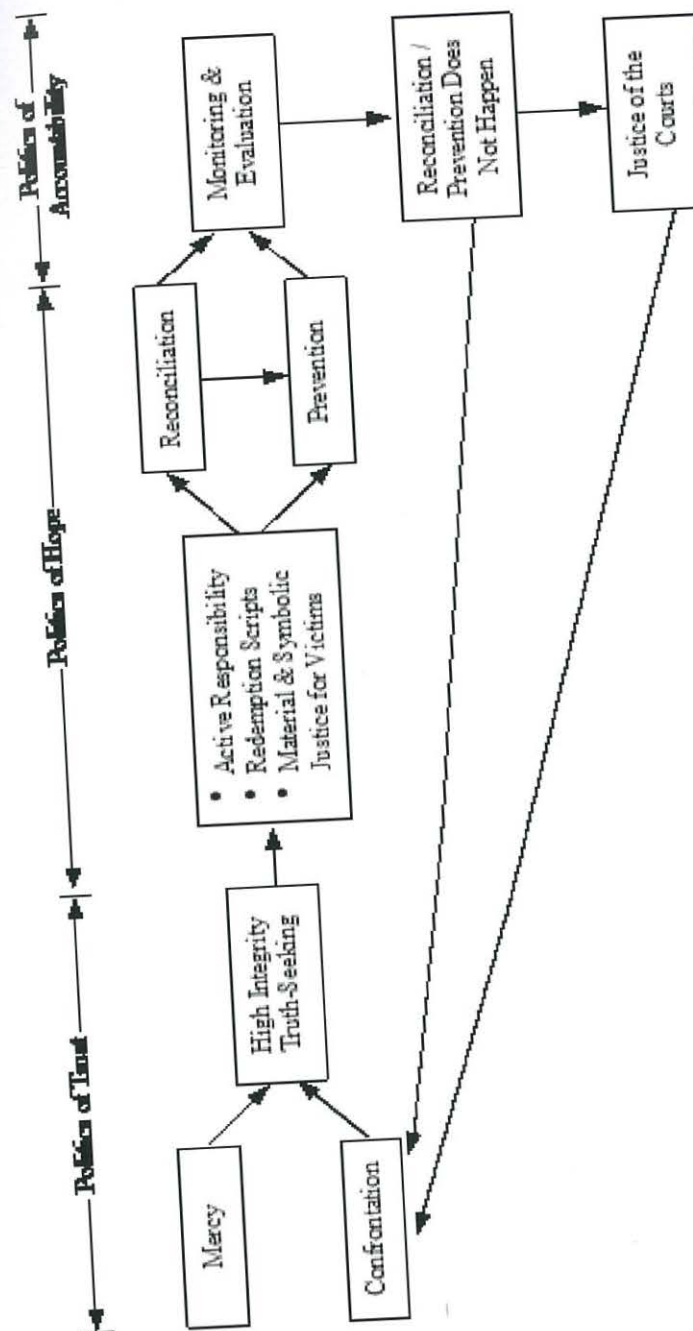 Politics of Trust
Politics of Hope
Politics of
Accountability
Mercy
Confrontation
High Integrity
Truth-Seeking
• Active Responsibility
• Redemption Scripts
• Material & Symbolic
Justice for Victims
Reconciliation
Prevention
Monitoring &
Evaluation
Reconciliation /
Prevention Does
Not Happen
Justice of the
Courts